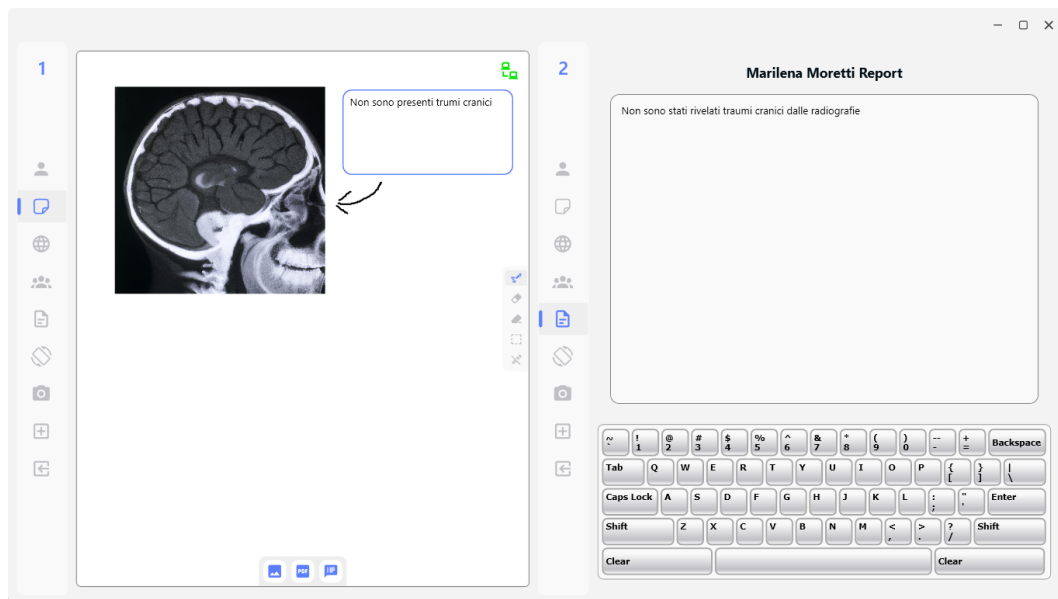 1
Non sono presenti trumi cranici
PDF
2
Marilena Moretti Report
Non sono stati rivelati traumi cranici dalle radiografie
~ ` ! 1 @ 2 # 3 $ 4 % 5 ^ 6 & 7 * 8 ( 9 ) 0 -- - + = Backspace
Tab Q W E R T Y U I O P { [ } ] | \
Caps Lock A S D F G H J K L : ; " ' Enter
Shift Z X C V B N M < , > . ? / Shift
Clear Clear